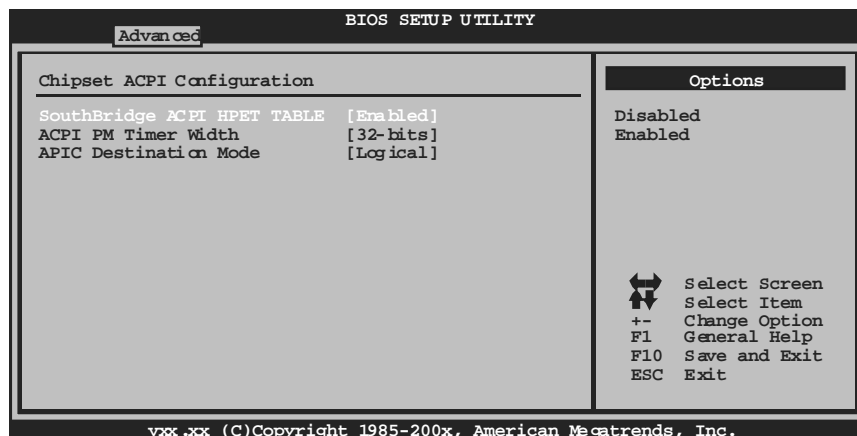 BIOS SETUP UTILITY
Advanced
Chipset ACPI Configuration
SouthBridge ACPI HPET TABLE [Enabled]
ACPI PM Timer Width [32-bits]
APIC Destination Mode [Logical]
Options
Disabled
Enabled
Select Screen
Select Item
+- Change Option
F1 General Help
F10 Save and Exit
ESC Exit
vxx.xx (C)Copyright 1985-200x, American Megatrends, Inc.